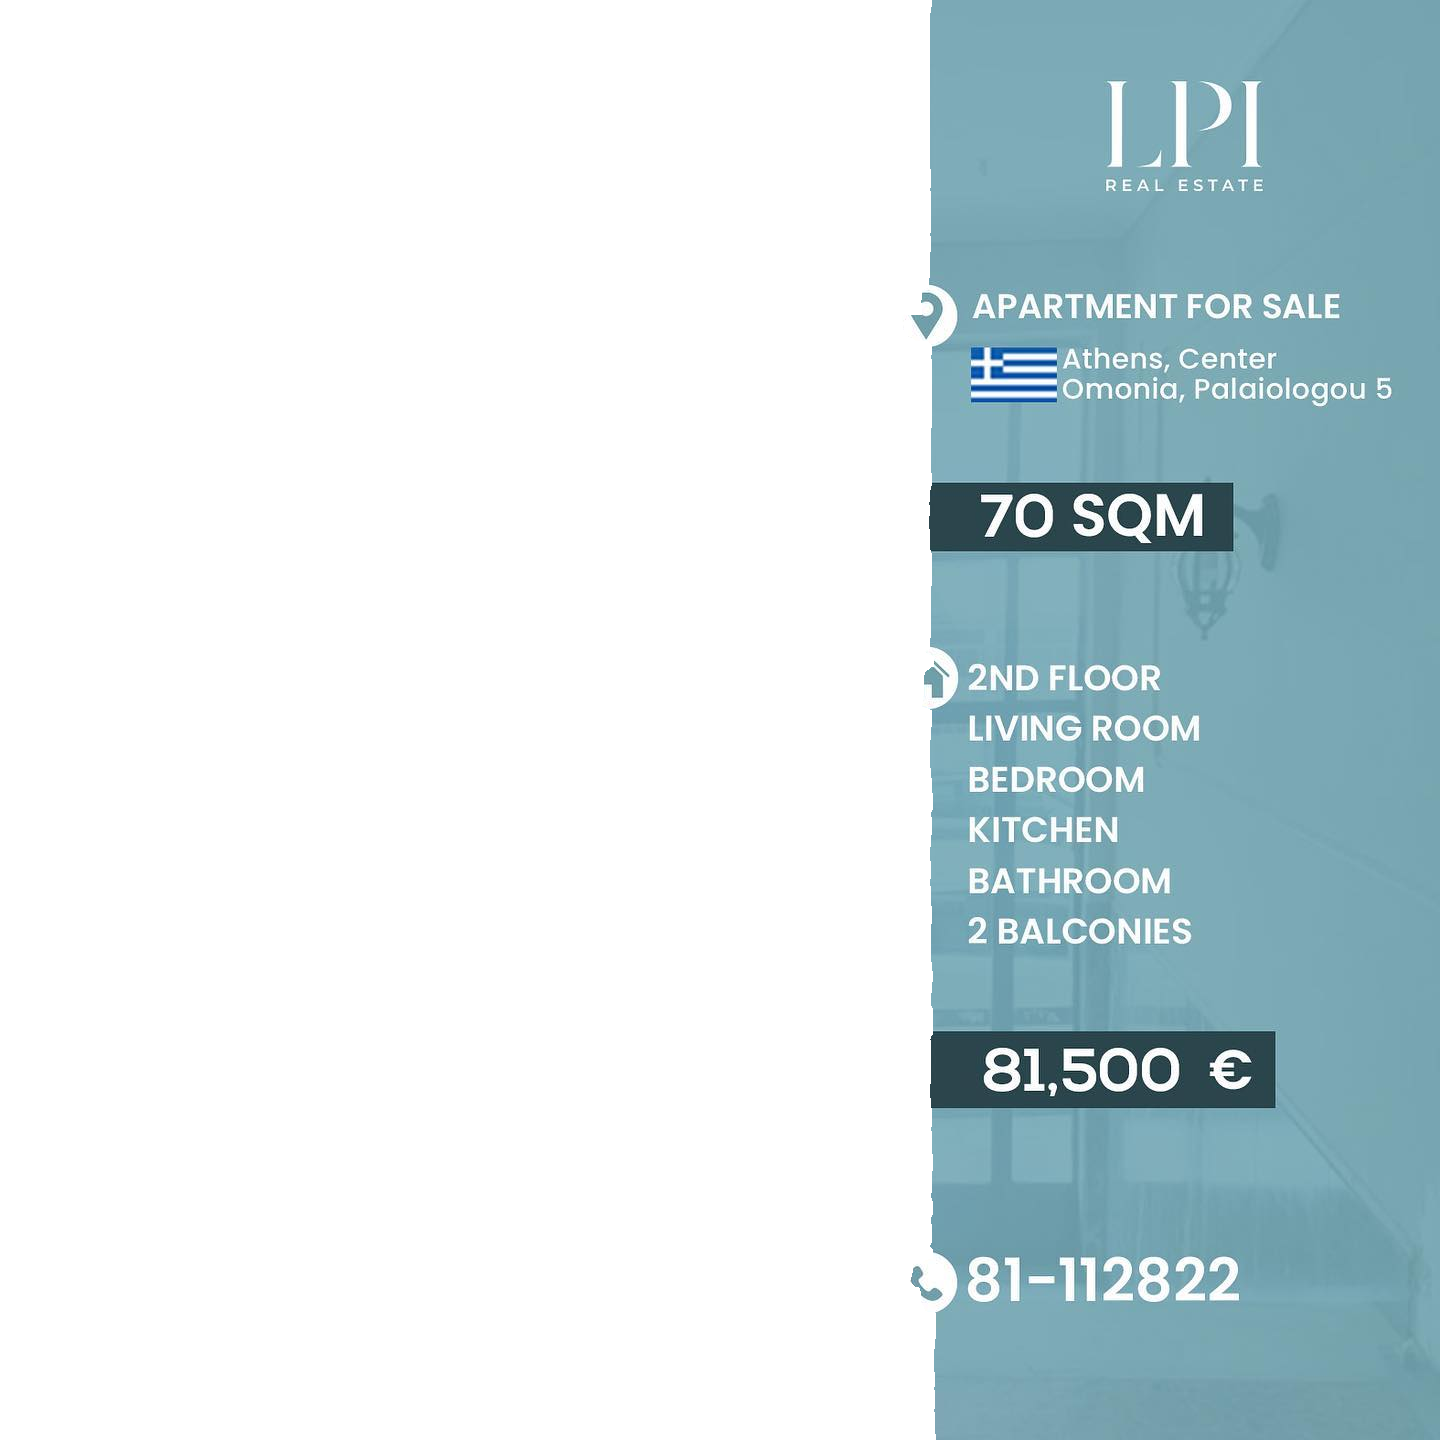 LPI
REAL ESTATE
APARTMENT FOR SALE
Athens, Center
Omonia, Palaiologou 5
70 SQM
2ND FLOOR
LIVING ROOM
BEDROOM
KITCHEN
BATHROOM
2 BALCONIES
81,500 €
81-112822